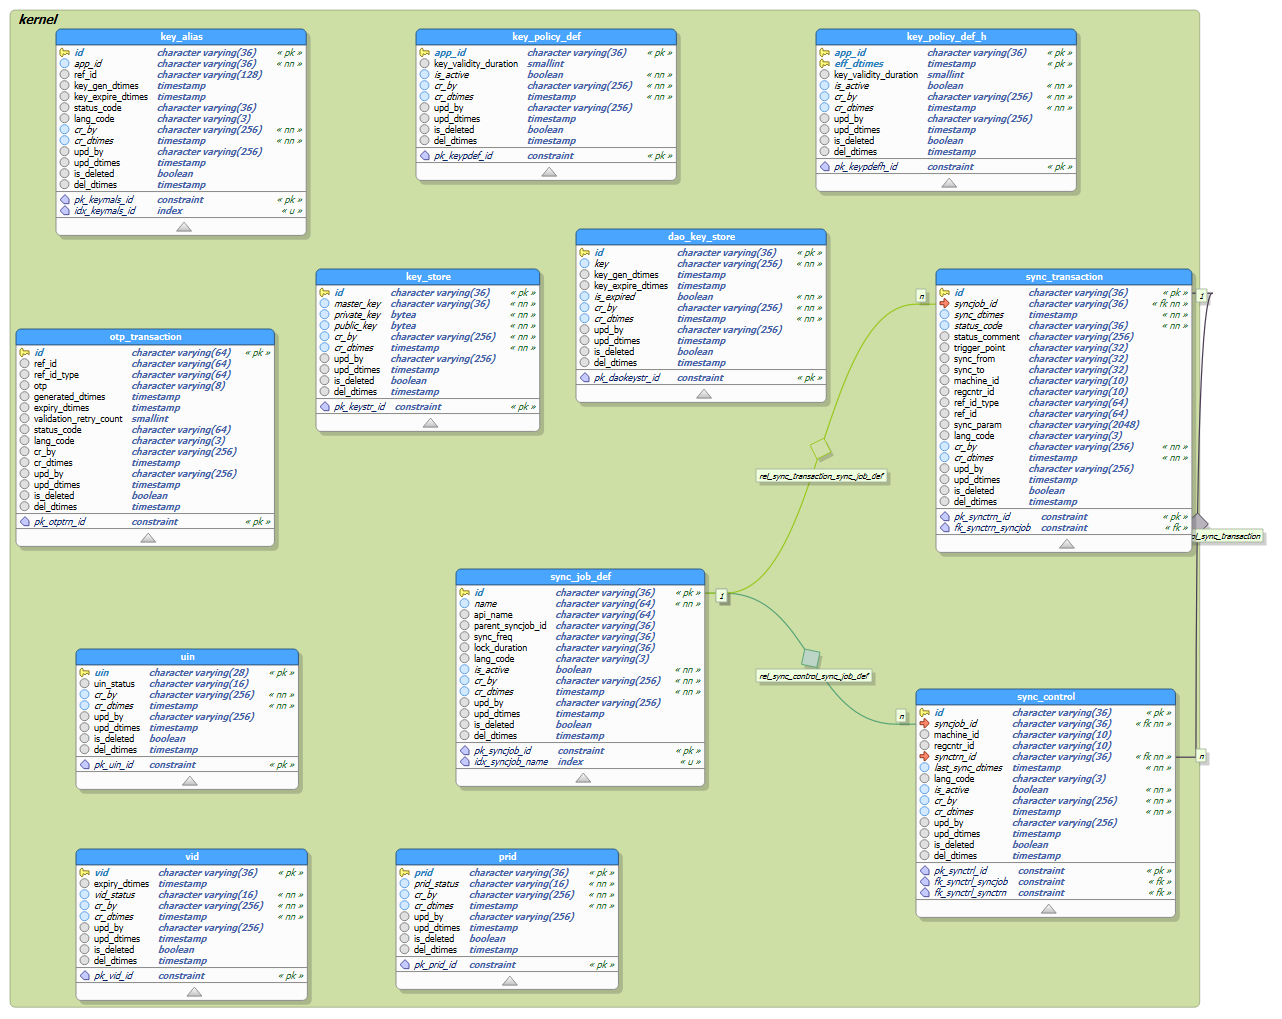 kernel
key_alias
id character varying(36) « pk »
app_id character varying(36) « nn »
ref_id character varying(128)
key_gen_dtimes timestamp
key_expire_dtimes timestamp
status_code character varying(36)
lang_code character varying(3)
cr_by character varying(256) « nn »
cr_dtimes timestamp « nn »
upd_by character varying(256)
upd_dtimes timestamp
is_deleted boolean
del_dtimes timestamp
pk_keymals_id constraint « pk »
idx_keymals_id index « u »
key_policy_def
app_id character varying(36) « pk »
key_validity_duration smallint
is_active boolean « nn »
cr_by character varying(256) « nn »
cr_dtimes timestamp « nn »
upd_by character varying(256)
upd_dtimes timestamp
is_deleted boolean
del_dtimes timestamp
pk_keypdef_id constraint « pk »
key_policy_def_h
app_id character varying(36) « pk »
eff_dtimes timestamp « pk »
key_validity_duration smallint
is_active boolean « nn »
cr_by character varying(256) « nn »
cr_dtimes timestamp « nn »
upd_by character varying(256)
upd_dtimes timestamp
is_deleted boolean
del_dtimes timestamp
pk_keypdefh_id constraint « pk »
dao_key_store
id character varying(36) « pk »
key character varying(256) « nn »
key_gen_dtimes timestamp
key_expire_dtimes timestamp
is_expired boolean « nn »
cr_by character varying(256) « nn »
cr_dtimes timestamp « nn »
upd_by character varying(256)
upd_dtimes timestamp
is_deleted boolean
del_dtimes timestamp
pk_daokeystr_id constraint « pk »
key_store
id character varying(36) « pk »
master_key character varying(36) « nn »
private_key bytea « nn »
public_key bytea « nn »
cr_by character varying(256) « nn »
cr_dtimes timestamp « nn »
upd_by character varying(256)
upd_dtimes timestamp
is_deleted boolean
del_dtimes timestamp
pk_keystr_id constraint « pk »
sync_transaction
id character varying(36) « pk »
syncjob_id character varying(36) « fk nn »
sync_dtimes timestamp « nn »
status_code character varying(36) « nn »
status_comment character varying(256)
trigger_point character varying(32)
sync_from character varying(32)
sync_to character varying(32)
machine_id character varying(10)
regcntr_id character varying(10)
ref_id_type character varying(64)
ref_id character varying(64)
sync_param character varying(2048)
lang_code character varying(3)
cr_by character varying(256) « nn »
cr_dtimes timestamp « nn »
upd_by character varying(256)
upd_dtimes timestamp
is_deleted boolean
del_dtimes timestamp
pk_synctrn_id constraint « pk »
fk_synctrn_syncjob constraint « fk »
n
1
otp_transaction
id character varying(64) « pk »
ref_id character varying(64)
ref_id_type character varying(64)
otp character varying(8)
generated_dtimes timestamp
expiry_dtimes timestamp
validation_retry_count smallint
status_code character varying(64)
lang_code character varying(3)
cr_by character varying(256)
cr_dtimes timestamp
upd_by character varying(256)
upd_dtimes timestamp
is_deleted boolean
del_dtimes timestamp
pk_otptrn_id constraint « pk »
rel_sync_transaction_sync_job_def
ol_sync_transaction
sync_job_def
id character varying(36) « pk »
name character varying(64) « nn »
api_name character varying(64)
parent_syncjob_id character varying(36)
sync_freq character varying(36)
lock_duration character varying(36)
lang_code character varying(3)
is_active boolean « nn »
cr_by character varying(256) « nn »
cr_dtimes timestamp « nn »
upd_by character varying(256)
upd_dtimes timestamp
is_deleted boolean
del_dtimes timestamp
pk_syncjob_id constraint « pk »
idx_syncjob_name index « u »
1
rel_sync_control_sync_job_def
n
uin
uin character varying(28) « pk »
uin_status character varying(16)
cr_by character varying(256) « nn »
cr_dtimes timestamp « nn »
upd_by character varying(256)
upd_dtimes timestamp
is_deleted boolean
del_dtimes timestamp
pk_uin_id constraint « pk »
sync_control
id character varying(36) « pk »
syncjob_id character varying(36) « fk nn »
machine_id character varying(10)
regcntr_id character varying(10)
synctrn_id character varying(36) « fk nn »
last_sync_dtimes timestamp « nn »
lang_code character varying(3)
is_active boolean « nn »
cr_by character varying(256) « nn »
cr_dtimes timestamp « nn »
upd_by character varying(256)
upd_dtimes timestamp
is_deleted boolean
del_dtimes timestamp
pk_synctrl_id constraint « pk »
fk_synctrl_syncjob constraint « fk »
fk_synctrl_synctrn constraint « fk »
n
vid
vid character varying(36) « pk »
expiry_dtimes timestamp
vid_status character varying(16) « nn »
cr_by character varying(256) « nn »
cr_dtimes timestamp « nn »
upd_by character varying(256)
upd_dtimes timestamp
is_deleted boolean
del_dtimes timestamp
pk_vid_id constraint « pk »
prid
prid character varying(36) « pk »
prid_status character varying(16) « nn »
cr_by character varying(256) « nn »
cr_dtimes timestamp « nn »
upd_by character varying(256)
upd_dtimes timestamp
is_deleted boolean
del_dtimes timestamp
pk_prid_id constraint « pk »